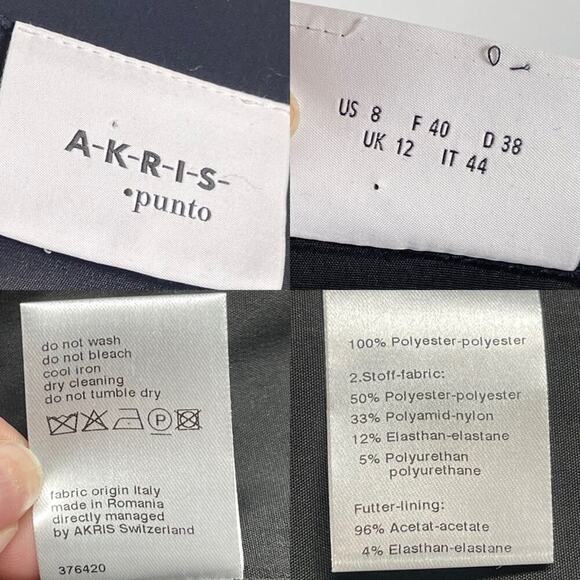 A-K-R-I-S-
•punto
US 8 F 40 D 38
UK 12 IT 44
do not wash
do not bleach
cool iron
dry cleaning
do not tumble dry
P
fabric origin Italy
made in Romania
directly managed
by AKRIS Switzerland
376420
100% Polyester-polyester
2.Stoff-fabric:
50% Polyester-polyester
33% Polyamid-nylon
12% Elasthan-elastane
5% Polyurethan
polyurethane
Futter-lining:
96% Acetat-acetate
4% Elasthan-elastane